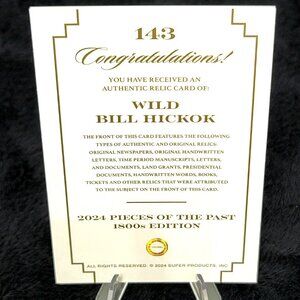 143
Congratulations!
YOU HAVE RECEIVED AN
AUTHENTIC RELIC CARD OF:
WILD
BILL HICKOK
THE FRONT OF THIS CARD FEATURES THE FOLLOWING
TYPES OF AUTHENTIC AND ORIGINAL RELICS:
ORIGINAL NEWSPAPERS, ORIGINAL HANDWRITTEN
LETTERS, TIME PERIOD MANUSCRIPTS, LETTERS,
AND DOCUMENTS, LAND GRANTS, PRESIDENTIAL
DOCUMENTS, HANDWRITTEN WORDS, BOOKS,
TICKETS AND OTHER RELICS THAT WERE ATTRIBUTED
TO THE SUBJECT ON THE FRONT OF THIS CARD.
2024 PIECES OF THE PAST
1800s EDITION
ALL RIGHTS RESERVED. © 2024 SUPER PRODUCTS, INC